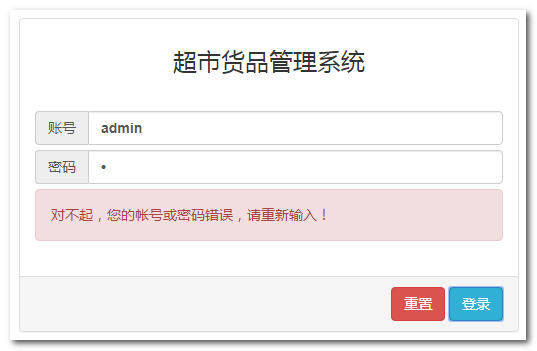 超市货品管理系统
账号 admin
密码 •
对不起，您的帐号或密码错误，请重新输入！
重置 登录